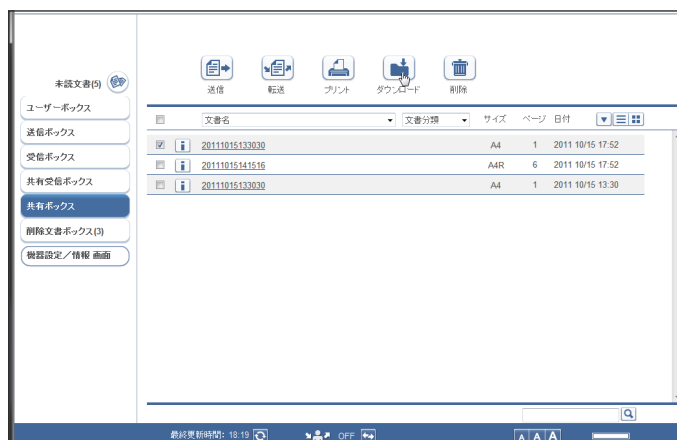 未読文書(5)
送信 転送 プリント ダウンロード 削除
ユーザーボックス
送信ボックス
受信ボックス
共有受信ボックス
共有ボックス
削除文書ボックス(3)
機器設定／情報 画面
文書名 文書分類 サイズ ページ 日付
20111015133030 A4 1 2011 10/15 17:52
20111015141516 A4R 6 2011 10/15 17:52
20111015133030 A4 1 2011 10/15 13:30
最終更新時間: 18:19 OFF A A A